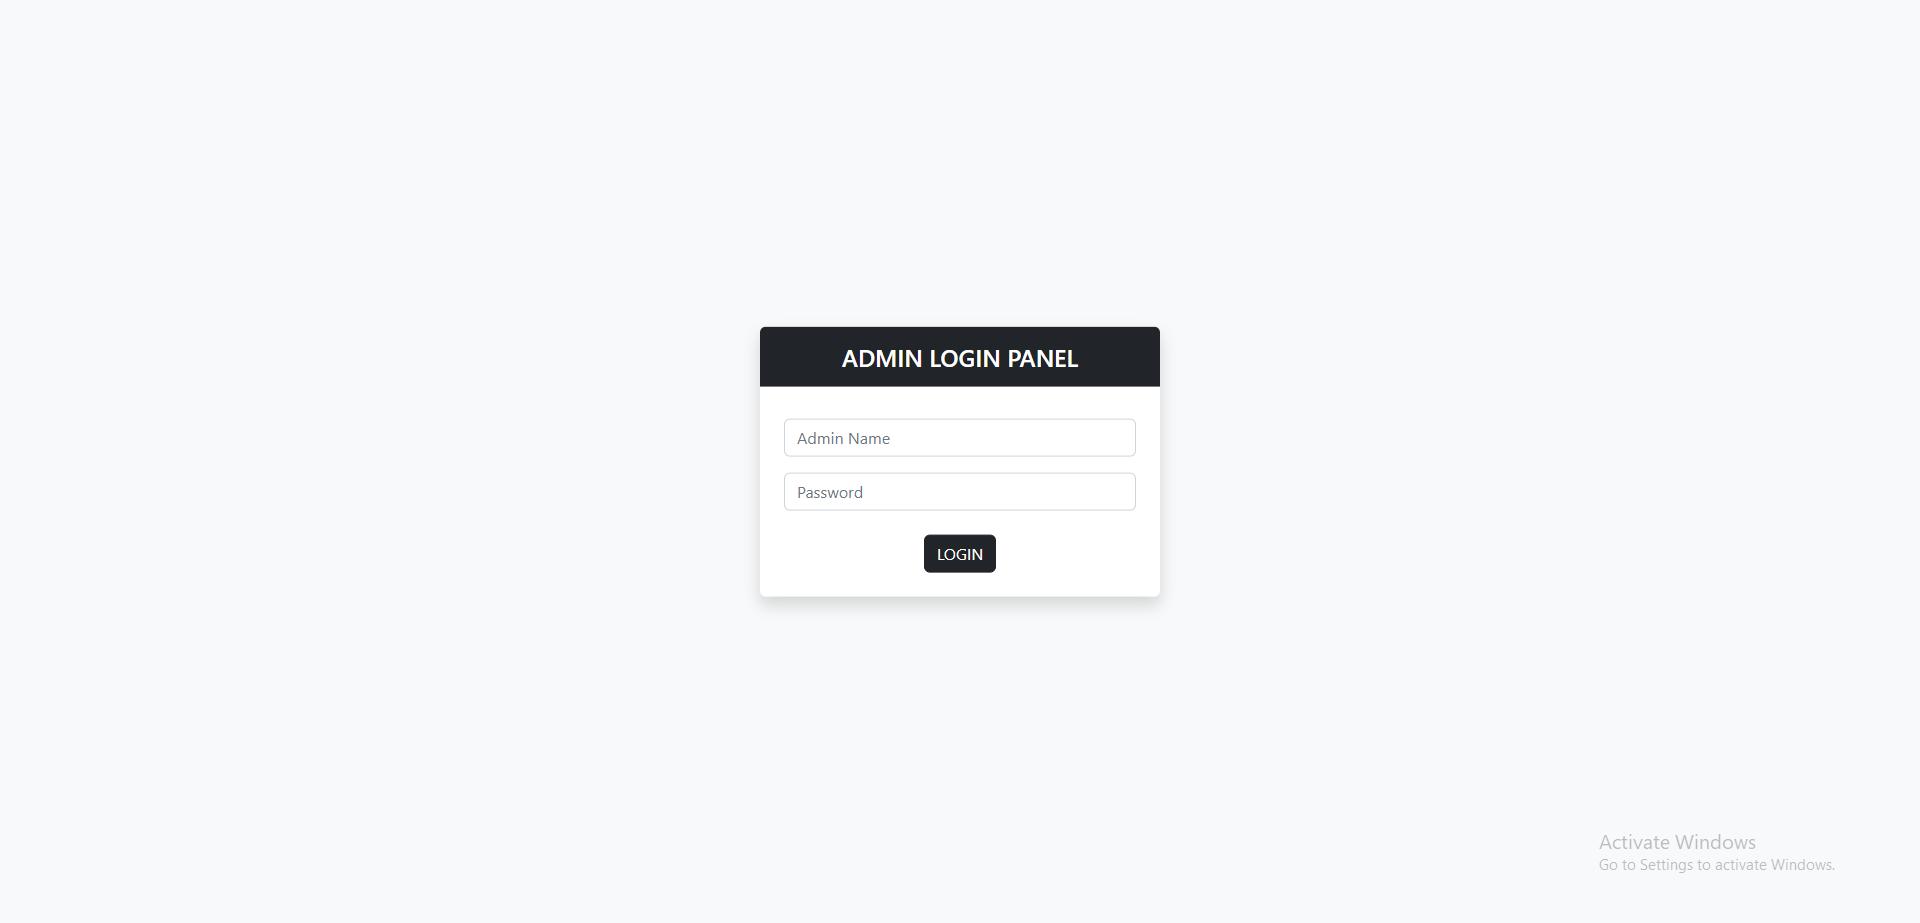 ADMIN LOGIN PANEL
Admin Name
Password
LOGIN
Activate Windows
Go to Settings to activate Windows.